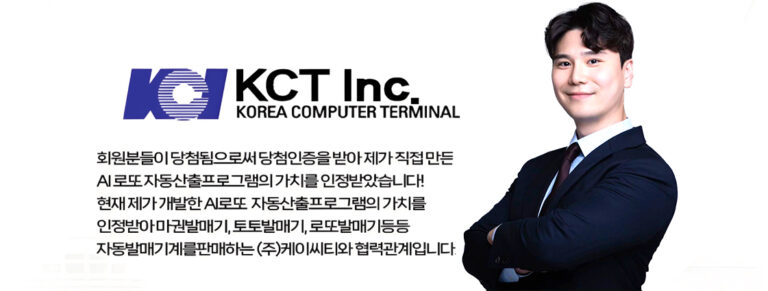 KCI
KCT Inc.
KOREA COMPUTER TERMINAL
회원분들이 당첨됨으로써 당첨인증을 받아 제가 직접 만든
AI 로또 자동산출프로그램의 가치를 인정받았습니다!
현재 제가 개발한 AI로또 자동산출프로그램의 가치를
인정받아 마권발매기, 토토발매기, 로또발매기등등
자동발매기계를판매하는 (주)케이씨티와 협력관계입니다.